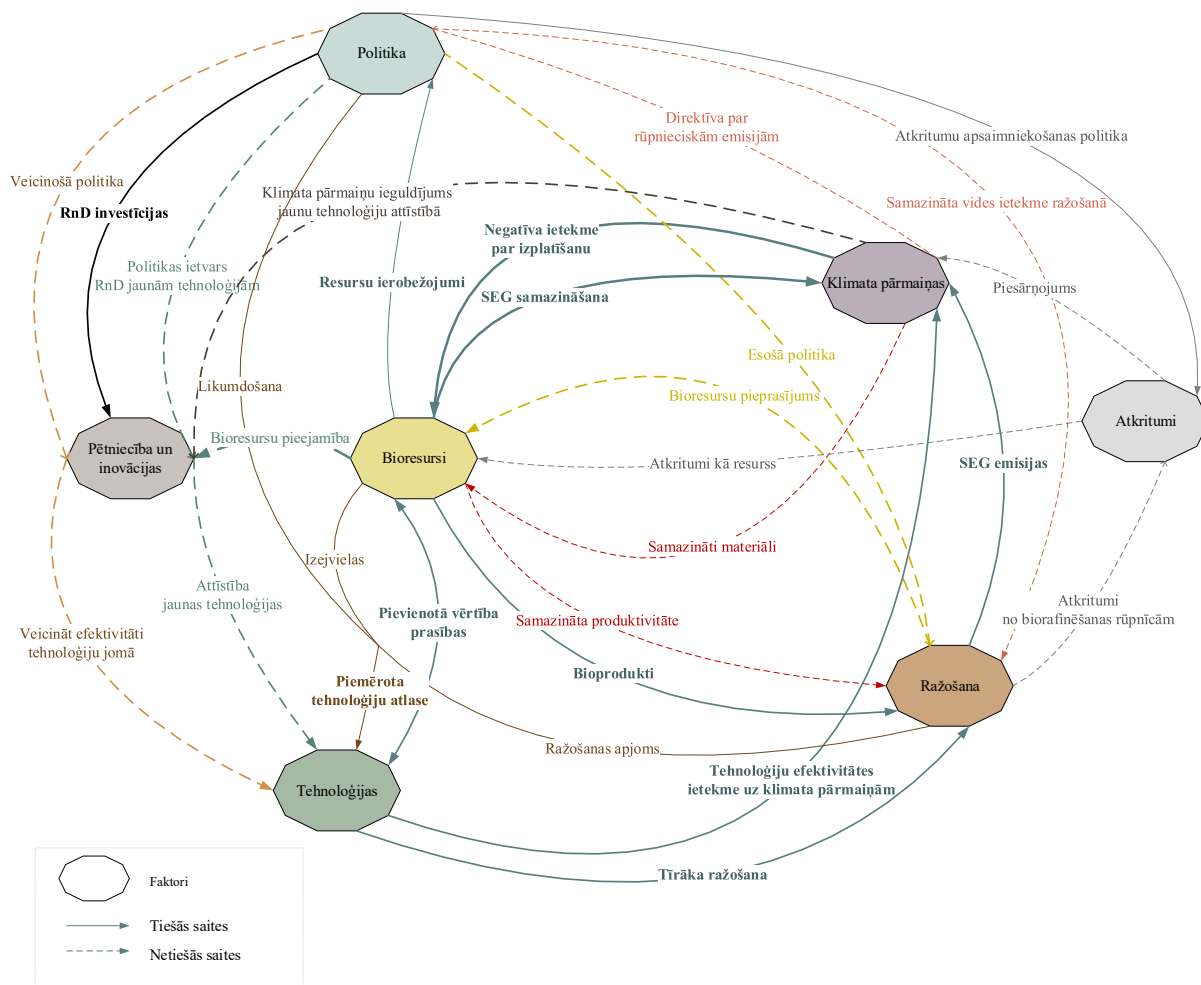 Politika
Direktīva par
rūpnieciskām emisijām
Atkritumu apsaimniekošanas politika
Veicinošā politika
Klimata pārmaiņu ieguldījums
jaunu tehnoloģiju attīstībā
Samazināta vides ietekme ražošanā
RnD investīcijas
Negatīva ietekme
par izplatīšanu
Politikas ietvars
RnD jaunām tehnoloģijām
Resursu ierobežojumi
SEG samazināšana
Klimata pārmaiņas
Piesārņojums
Esošā politika
Likumdošana
Bioresursu pieprasījums
Atkritumi
Pētniecība un
inovācijas
Bioresursu pieejamība
Bioresursi
Atkritumi kā resurss
SEG emisijas
Samazināti materiāli
Izejvielas
Attīstība
jaunas tehnoloģijas
Pievienotā vērtība
prasības
Samazināta produktivitāte
Atkritumi
no biorafinēšanas rūpnīcām
Veicināt efektivitāti
tehnoloģiju jomā
Bioprodukti
Piemērota
tehnoloģiju atlase
Ražošana
Ražošanas apjoms
Tehnoloģiju efektivitātes
ietekme uz klimata pārmaiņām
Tehnoloģijas
Tīrāka ražošana
Faktori
Tiešās saites
Netiešās saites